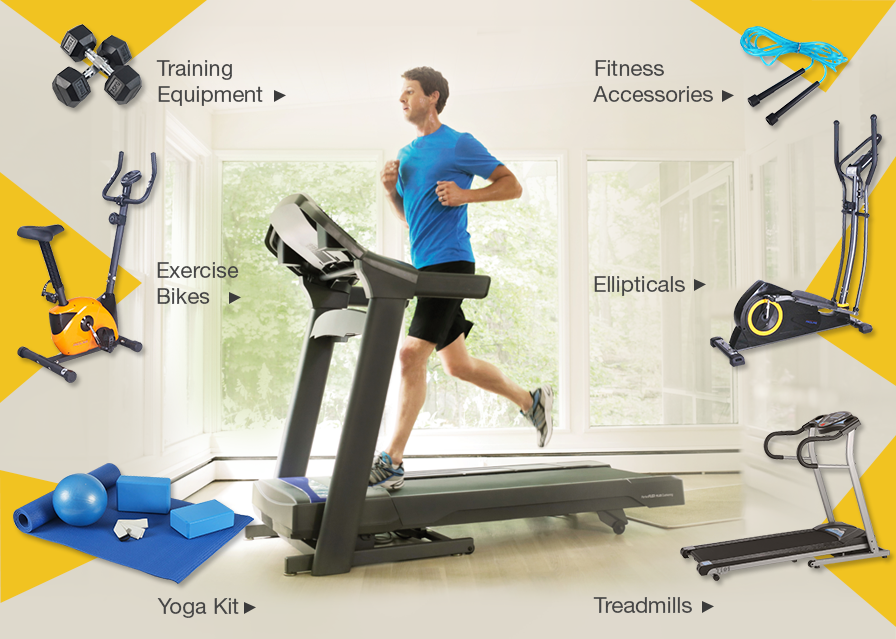 Training
Equipment ▶
Fitness
Accessories ▶
Exercise
Bikes ▶
Ellipticals ▶
Yoga Kit ▶
Treadmills ▶